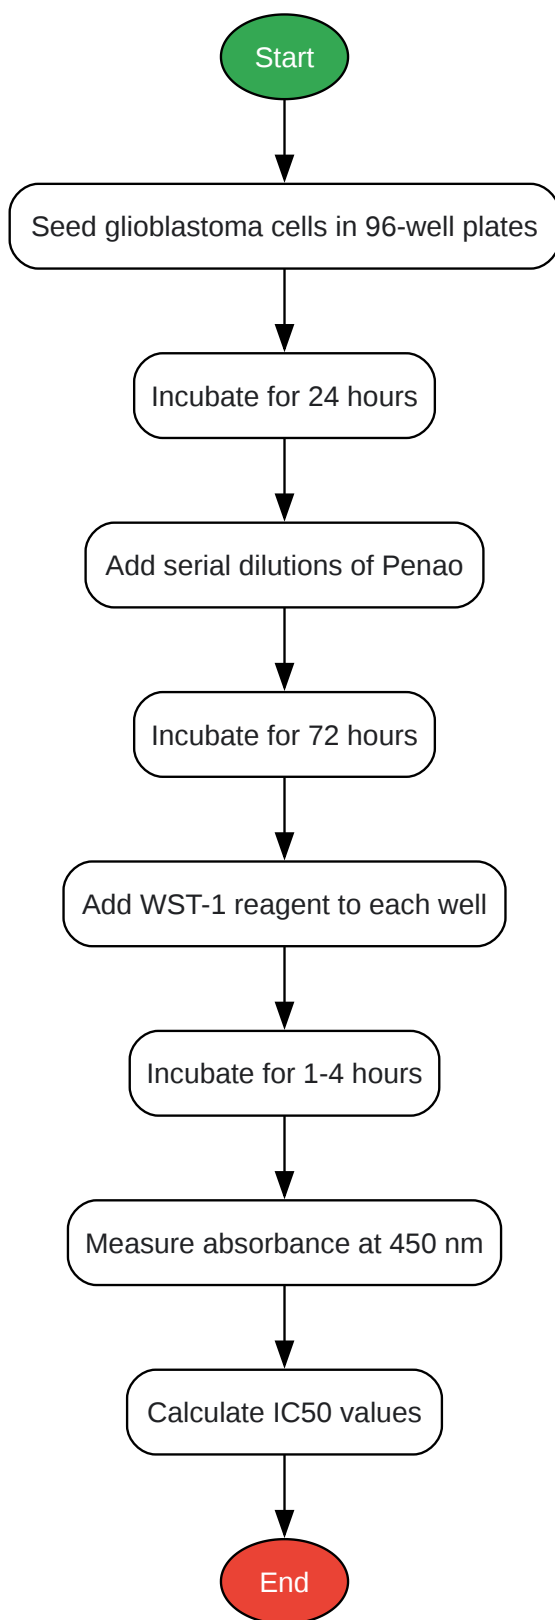 Start
Seed glioblastoma cells in 96-well plates
Incubate for 24 hours
Add serial dilutions of Penao
Incubate for 72 hours
Add WST-1 reagent to each well
Incubate for 1-4 hours
Measure absorbance at 450 nm
Calculate IC50 values
End